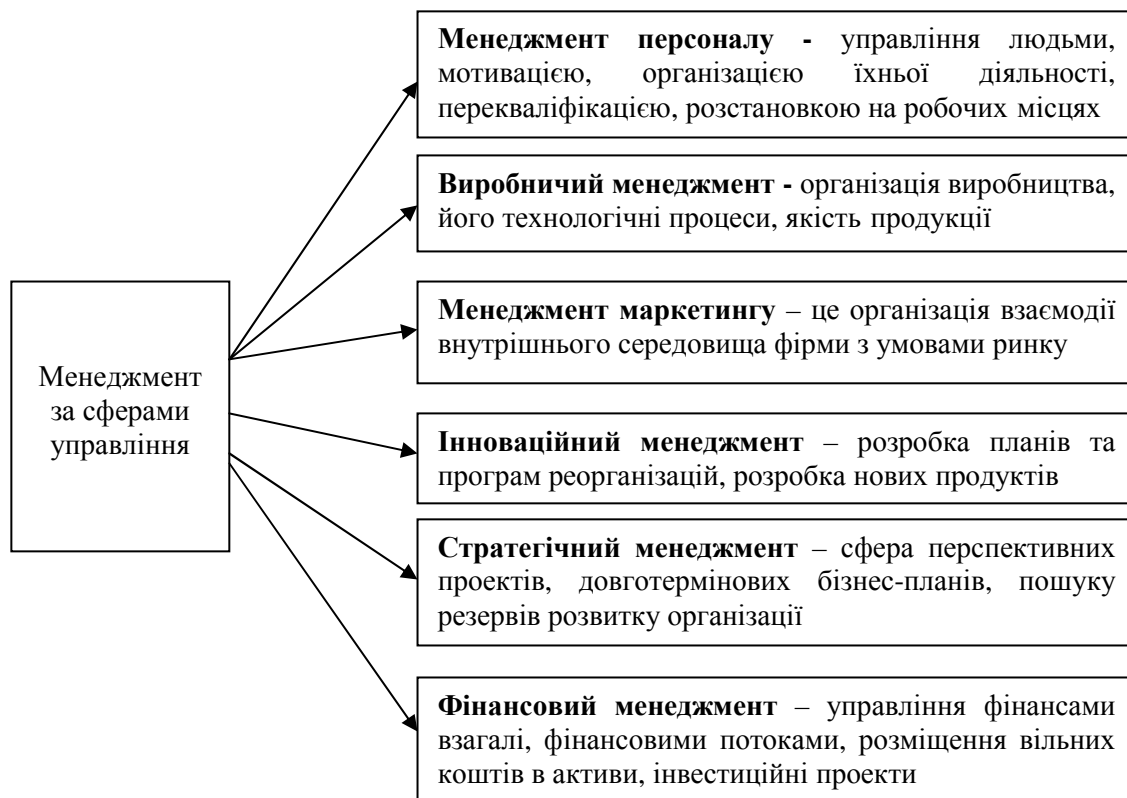 Менеджмент персоналу - управління людьми,
мотивацією, організацією їхньої діяльності,
перекваліфікацією, розстановкою на робочих місцях
Виробничий менеджмент - організація виробництва,
його технологічні процеси, якість продукції
Менеджмент маркетингу – це організація взаємодії
внутрішнього середовища фірми з умовами ринку
Менеджмент
за сферами
управління
Інноваційний менеджмент – розробка планів та
програм реорганізацій, розробка нових продуктів
Стратегічний менеджмент – сфера перспективних
проектів, довготермінових бізнес-планів, пошуку
резервів розвитку організації
Фінансовий менеджмент – управління фінансами
взагалі, фінансовими потоками, розміщення вільних
коштів в активи, інвестиційні проекти